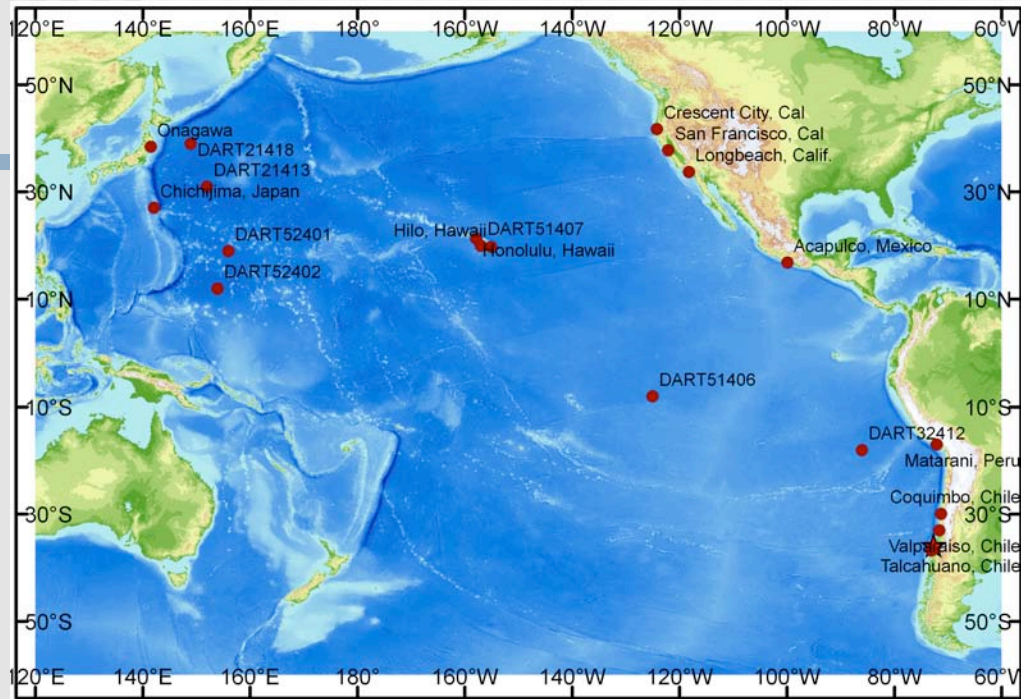 120°E 140°E 160°E 180° 160°W 140°W 120°W 100°W 80°W 60°W
50°N 50°N
Crescent City, Cal
Onagawa
San Francisco, Cal
DART21418
Longbeach, Calif.
DART21413
30°N Chichijima, Japan 30°N
Hilo, Hawaii DART51407
DART52401
Acapulco, Mexico
Honolulu, Hawaii
DART52402
10°N 10°N
DART51406
10°S 10°S
DART32412
Matarani, Peru
Coquimbo, Chile
30°S 30°S
Valparaiso, Chile
Talcahuano, Chile
50°S 50°S
120°E 140°E 160°E 180° 160°W 140°W 120°W 100°W 80°W 60°W